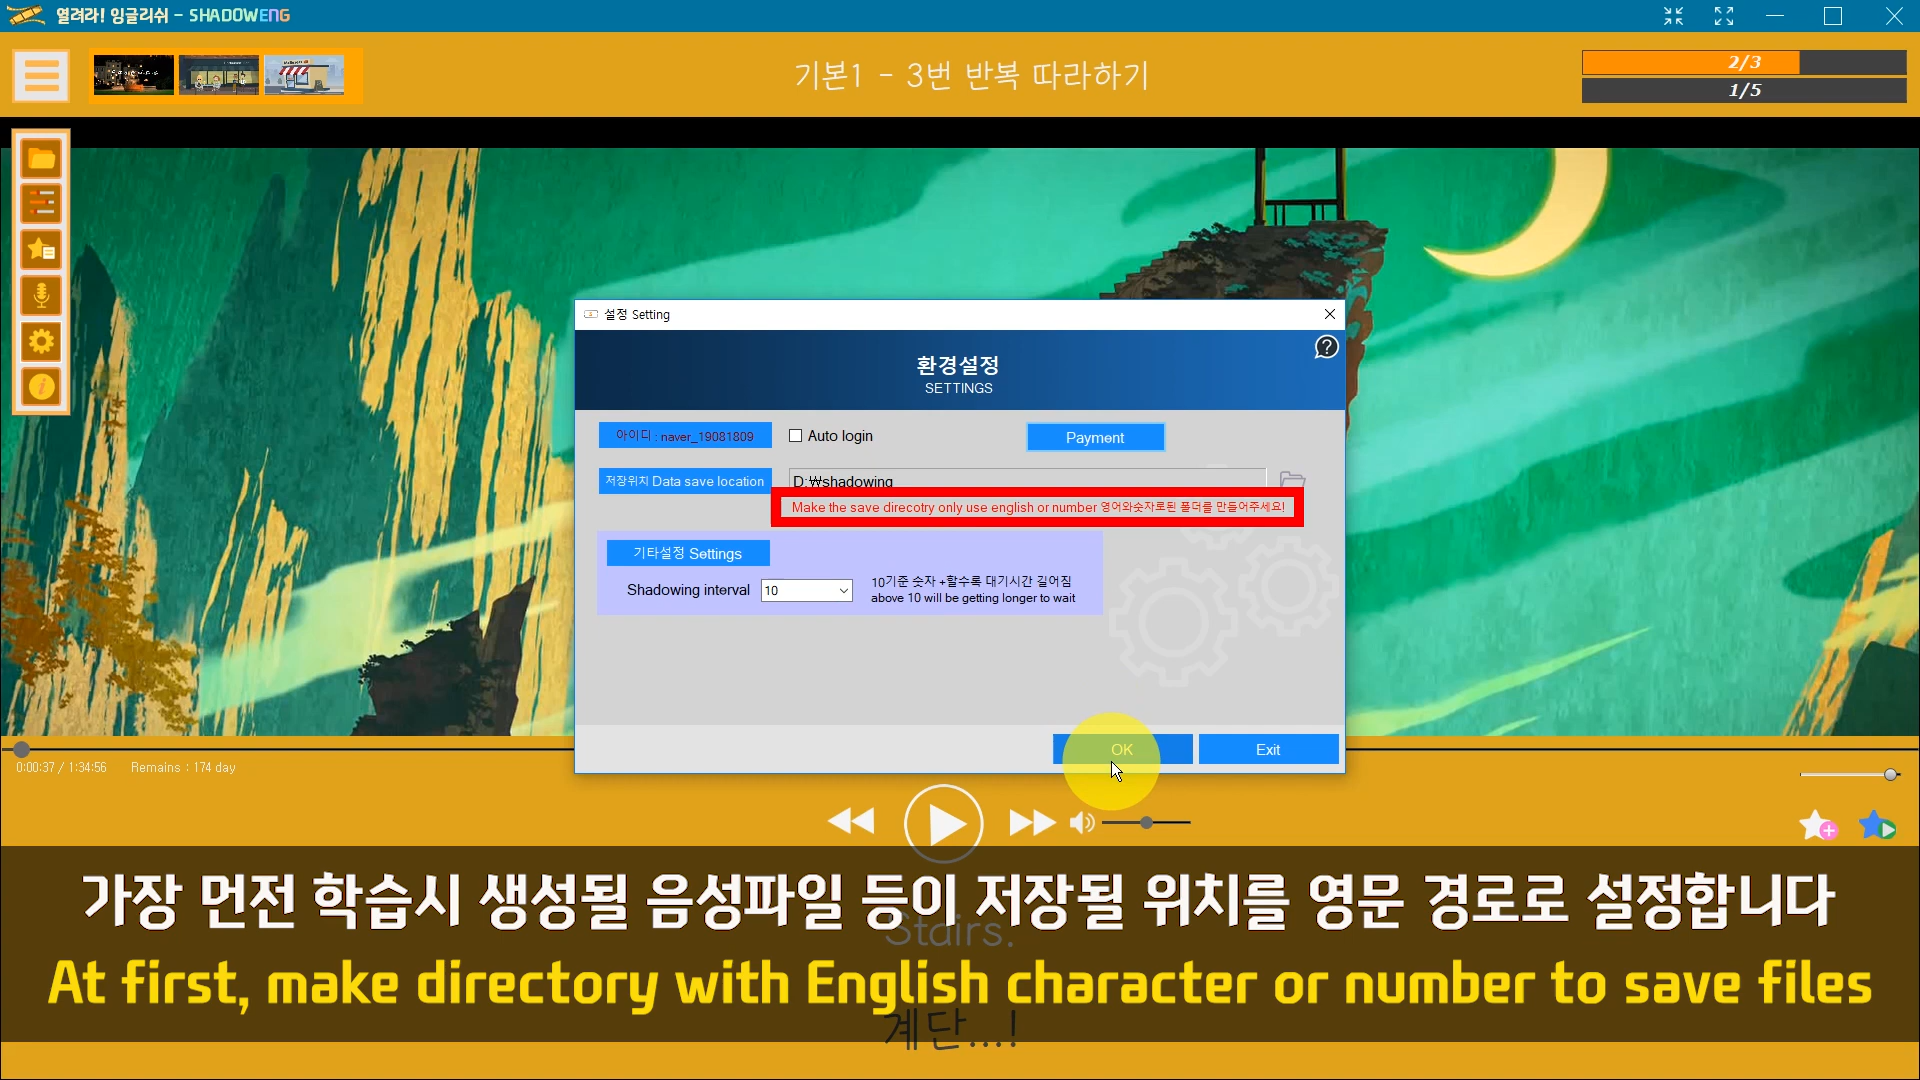 열려라! 잉글리쉬 - SHADOWENG
기본1 - 3번 반복 따라하기
2/3
1/5
설정 Setting
환경설정
SETTINGS
아이디 : naver_19081809
Auto login
Payment
저장위치 Data save location
D:₩shadowing
Make the save direcotry only use english or number 영어와숫자로된 폴더를 만들어주세요!
기타설정 Settings
Shadowing interval
10
10기준 숫자 +할수록 대기시간 길어짐
above 10 will be getting longer to wait
OK
Exit
0:00:37 / 1:34:56
Remains : 174 day
가장 먼전 학습시 생성될 음성파일 등이 저장될 위치를 영문 경로로 설정합니다
Stairs.
At first, make directory with English character or number to save files
계단...!